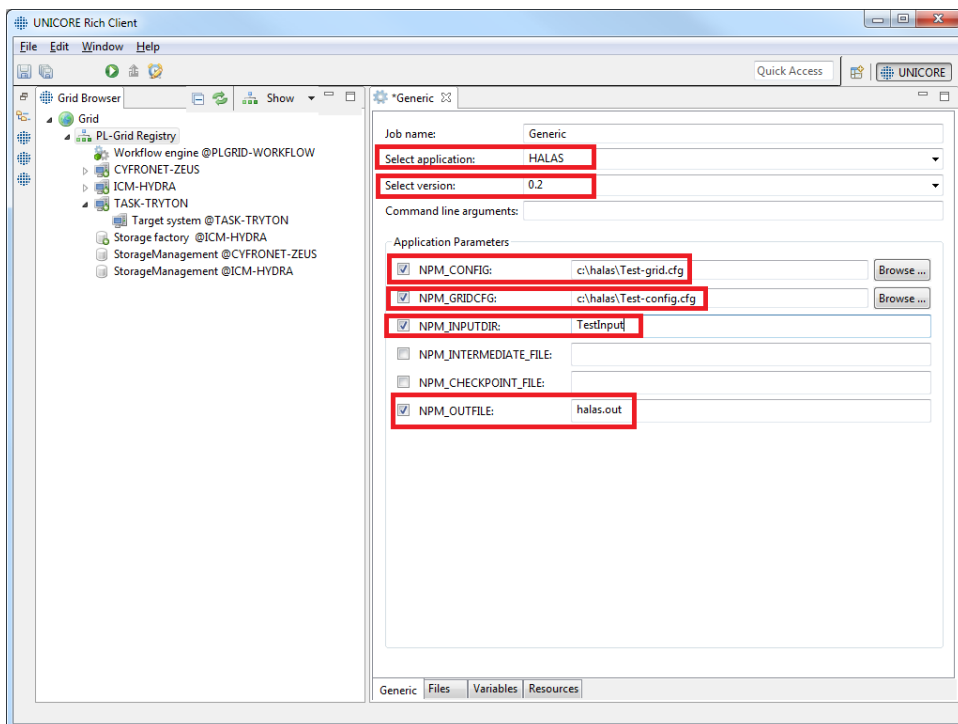 UNICORE Rich Client
File Edit Window Help
Quick Access
UNICORE
Grid Browser
Show
*Generic
Grid
PL-Grid Registry
Workflow engine @PLGRID-WORKFLOW
CYFRONET-ZEUS
ICM-HYDRA
TASK-TRYTON
Target system @TASK-TRYTON
Storage factory @ICM-HYDRA
StorageManagement @CYFRONET-ZEUS
StorageManagement @ICM-HYDRA
Job name: Generic
Select application: HALAS
Select version: 0.2
Command line arguments:
Application Parameters
NPM_CONFIG: c:\halas\Test-grid.cfg Browse ...
NPM_GRIDCFG: c:\halas\Test-config.cfg Browse ...
NPM_INPUTDIR: TestInput
NPM_INTERMEDIATE_FILE:
NPM_CHECKPOINT_FILE:
NPM_OUTFILE: halas.out
Generic Files Variables Resources